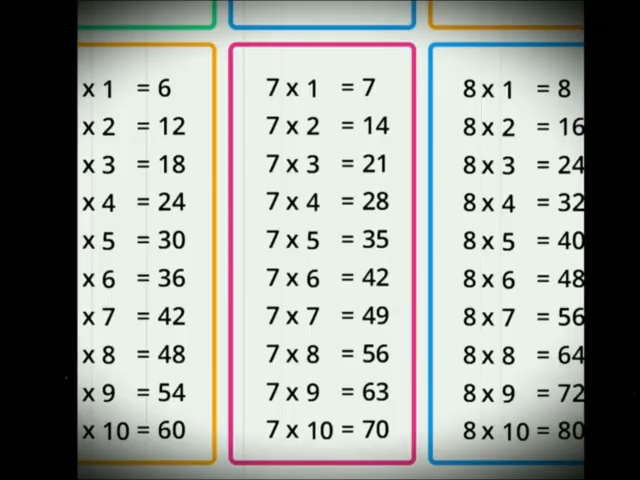 x 1 = 6
x 2 = 12
x 3 = 18
x 4 = 24
x 5 = 30
x 6 = 36
x 7 = 42
x 8 = 48
x 9 = 54
x 10 = 60
7 x 1 = 7
7 x 2 = 14
7 x 3 = 21
7 x 4 = 28
7 x 5 = 35
7 x 6 = 42
7 x 7 = 49
7 x 8 = 56
7 x 9 = 63
7 x 10 = 70
8 x 1 = 8
8 x 2 = 16
8 x 3 = 24
8 x 4 = 32
8 x 5 = 40
8 x 6 = 48
8 x 7 = 56
8 x 8 = 64
8 x 9 = 72
8 x 10 = 80